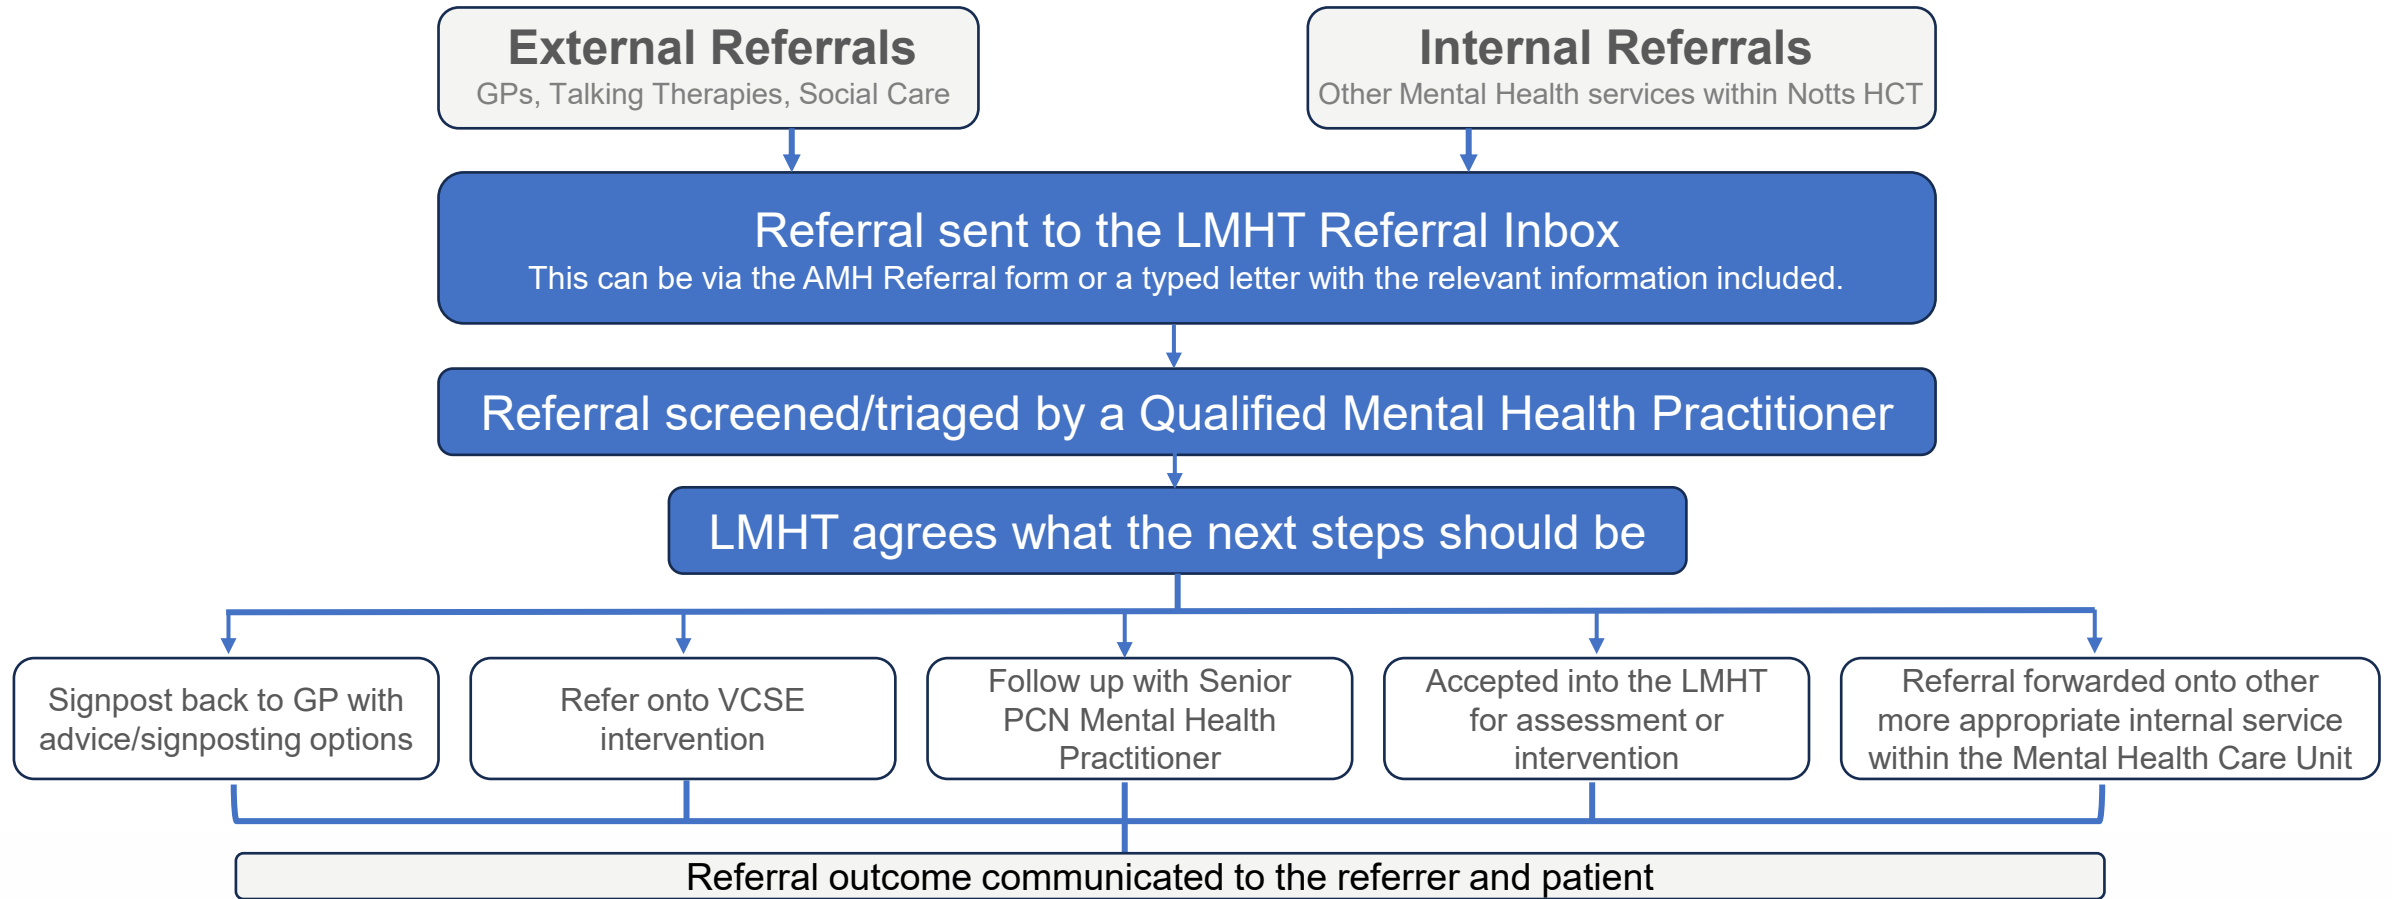 External Referrals
GPs, Talking Therapies, Social Care
Internal Referrals
Other Mental Health services within Notts HCT
Referral sent to the LMHT Referral Inbox
This can be via the AMH Referral form or a typed letter with the relevant information included.
Referral screened/triaged by a Qualified Mental Health Practitioner
LMHT agrees what the next steps should be
Signpost back to GP with
advice/signposting options
Refer onto VCSE
intervention
Follow up with Senior
PCN Mental Health
Practitioner
Accepted into the LMHT
for assessment or
intervention
Referral forwarded onto other
more appropriate internal service
within the Mental Health Care Unit
Referral outcome communicated to the referrer and patient